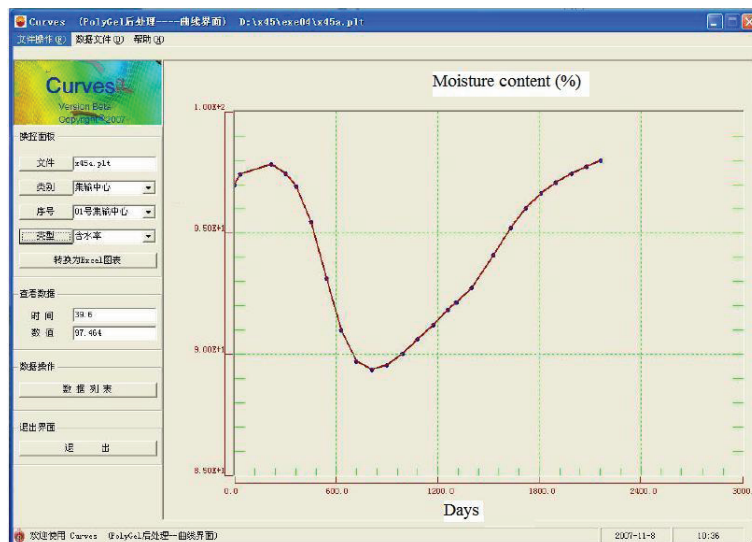 Curves (PolyGel后处理----曲线界面) D:\x45\exe04\x45a.plt
文件操作(F) 数据文件(D) 帮助(H)
Curves
Version Beta
Copyright 2007
操控面板
文件 x45a.plt
类别 集输中心
序号 01号集输中心
类型 含水率
转换为Excel图表
查看数据
时 间 39.6
数 值 97.464
数据操作
数 据 列 表
退出界面
退 出
Moisture content (%)
1.00E+2
9.50E+1
9.00E+1
8.50E+1
0.0 600.0 1200.0 1800.0 2400.0 3000.
Days
欢迎使用 Curves (PolyGel后处理--曲线界面) 2007-11-8 10:36